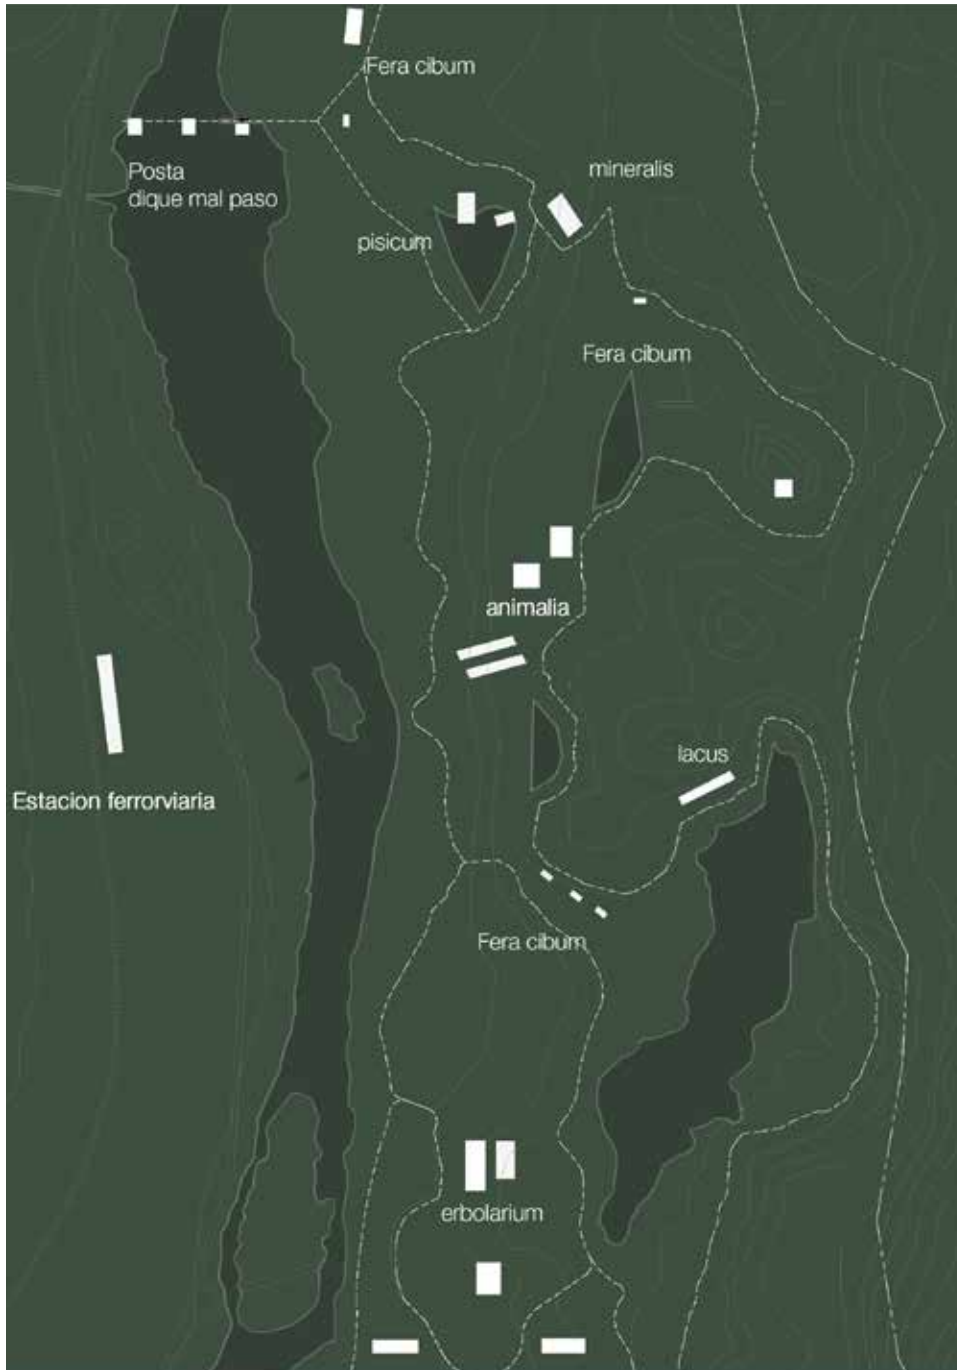 Fera cibum
Posta
dique mal paso
mineralis
pisicum
Fera cibum
animalia
lacus
Estacion ferrorviaria
Fera cibum
erbolarium